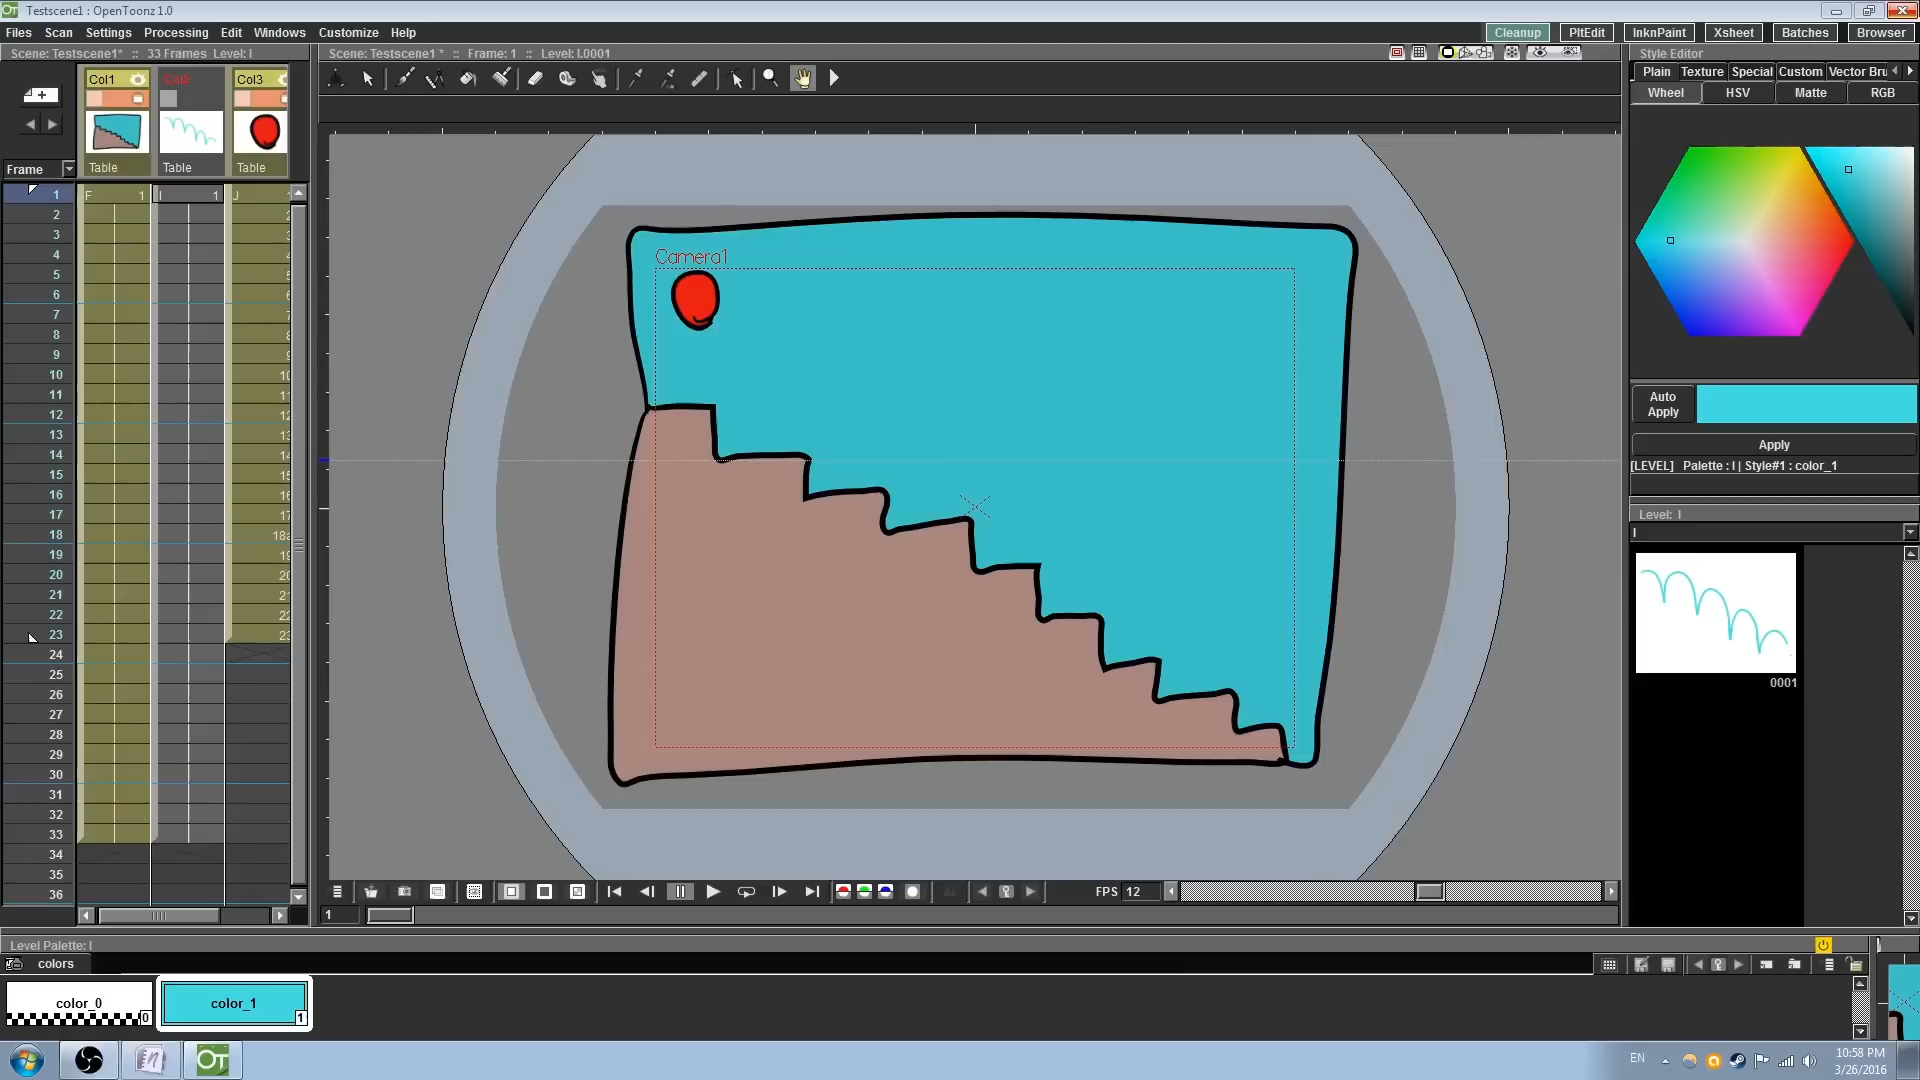 Testscene1 : OpenToonz 1.0
Files Scan Settings Processing Edit Windows Customize Help
Cleanup PltEdit InknPaint Xsheet Batches Browser
Scene: Testscene1* :: 33 Frames Level: I
Scene: Testscene1 * :: Frame: 1 :: Level: I.0001
Style Editor
Plain Texture Special Custom Vector Bru
Wheel HSV Matte RGB
Col1 Col2 Col3
Table Table Table
Frame
1 F 1 I 1 J
2
3
4
5
6
7
8
9
10
11
12
13
14
15
16
17
18
19
20
21
22
23
24
25
26
27
28
29
30
31
32
33
34
35
36
Camera1
Auto
Apply
Apply
[LEVEL] Palette : I | Style#1 : color_1
Level: I
I
0001
FPS 12
1
Level Palette: I
colors
color_0 0
color_1 1
OT
EN
10:58 PM
3/26/2016